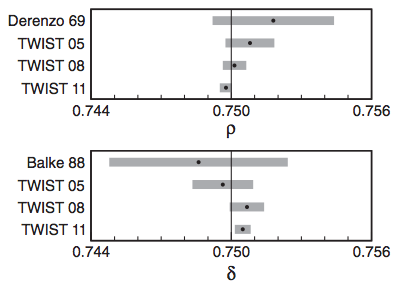 Derenzo 69
TWIST 05
TWIST 08
TWIST 11
0.744 0.750 0.756
ρ
Balke 88
TWIST 05
TWIST 08
TWIST 11
0.744 0.750 0.756
δ